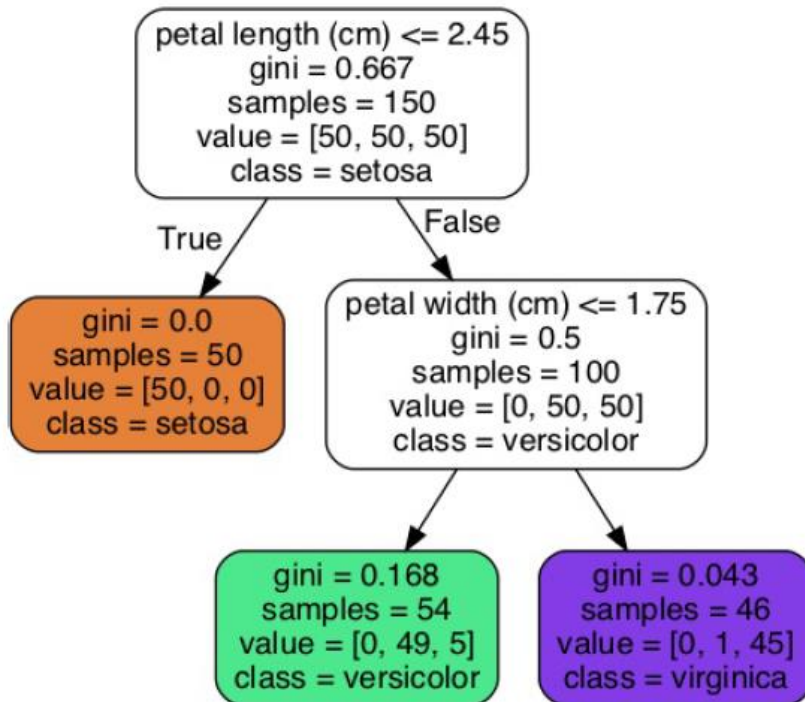 petal length (cm) <= 2.45
gini = 0.667
samples = 150
value = [50, 50, 50]
class = setosa
True
False
gini = 0.0
samples = 50
value = [50, 0, 0]
class = setosa
petal width (cm) <= 1.75
gini = 0.5
samples = 100
value = [0, 50, 50]
class = versicolor
gini = 0.168
samples = 54
value = [0, 49, 5]
class = versicolor
gini = 0.043
samples = 46
value = [0, 1, 45]
class = virginica